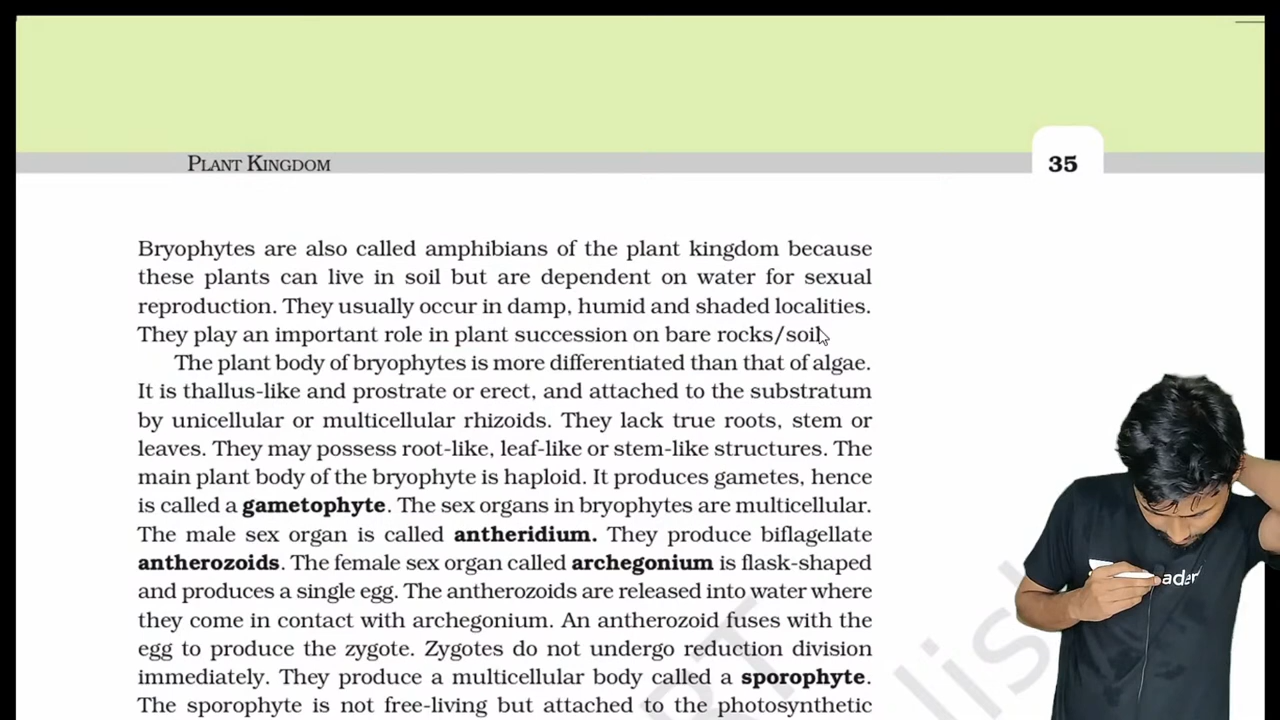 PLANT KINGDOM
35
Bryophytes are also called amphibians of the plant kingdom because
these plants can live in soil but are dependent on water for sexual
reproduction. They usually occur in damp, humid and shaded localities.
They play an important role in plant succession on bare rocks/soil.
The plant body of bryophytes is more differentiated than that of algae.
It is thallus-like and prostrate or erect, and attached to the substratum
by unicellular or multicellular rhizoids. They lack true roots, stem or
leaves. They may possess root-like, leaf-like or stem-like structures. The
main plant body of the bryophyte is haploid. It produces gametes, hence
is called a gametophyte. The sex organs in bryophytes are multicellular.
The male sex organ is called antheridium. They produce biflagellate
antherozoids. The female sex organ called archegonium is flask-shaped
and produces a single egg. The antherozoids are released into water where
they come in contact with archegonium. An antherozoid fuses with the
egg to produce the zygote. Zygotes do not undergo reduction division
immediately. They produce a multicellular body called a sporophyte.
The sporophyte is not free-living but attached to the photosynthetic